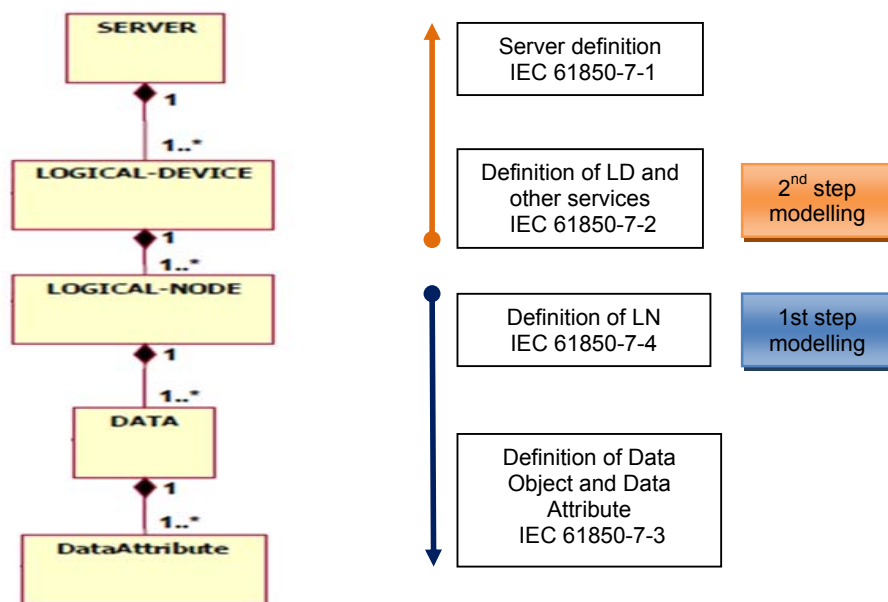 SERVER
1
1..*
LOGICAL-DEVICE
1
1..*
LOGICAL-NODE
1
1..*
DATA
1
1..*
DataAttribute
Server definition
IEC 61850-7-1
Definition of LD and
other services
IEC 61850-7-2
2nd step
modelling
Definition of LN
IEC 61850-7-4
1st step
modelling
Definition of Data
Object and Data
Attribute
IEC 61850-7-3